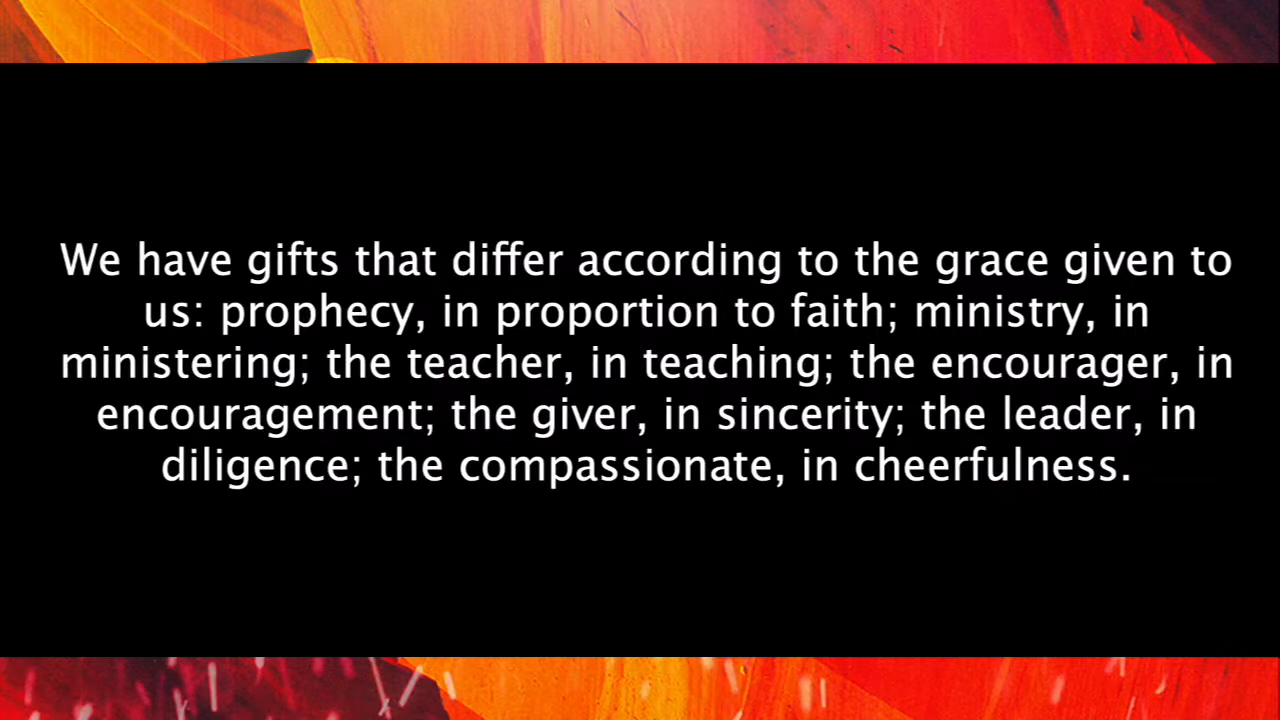 We have gifts that differ according to the grace given to
us: prophecy, in proportion to faith; ministry, in
ministering; the teacher, in teaching; the encourager, in
encouragement; the giver, in sincerity; the leader, in
diligence; the compassionate, in cheerfulness.